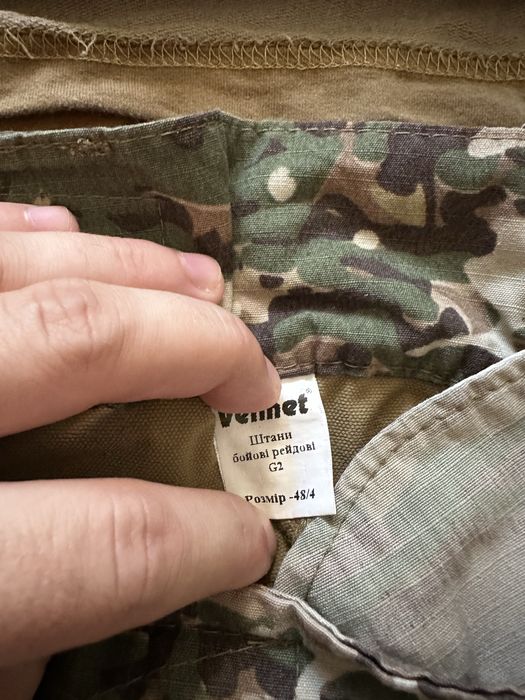 Velmet®
Штани
бойові рейдові
G2
Розмір -48/4